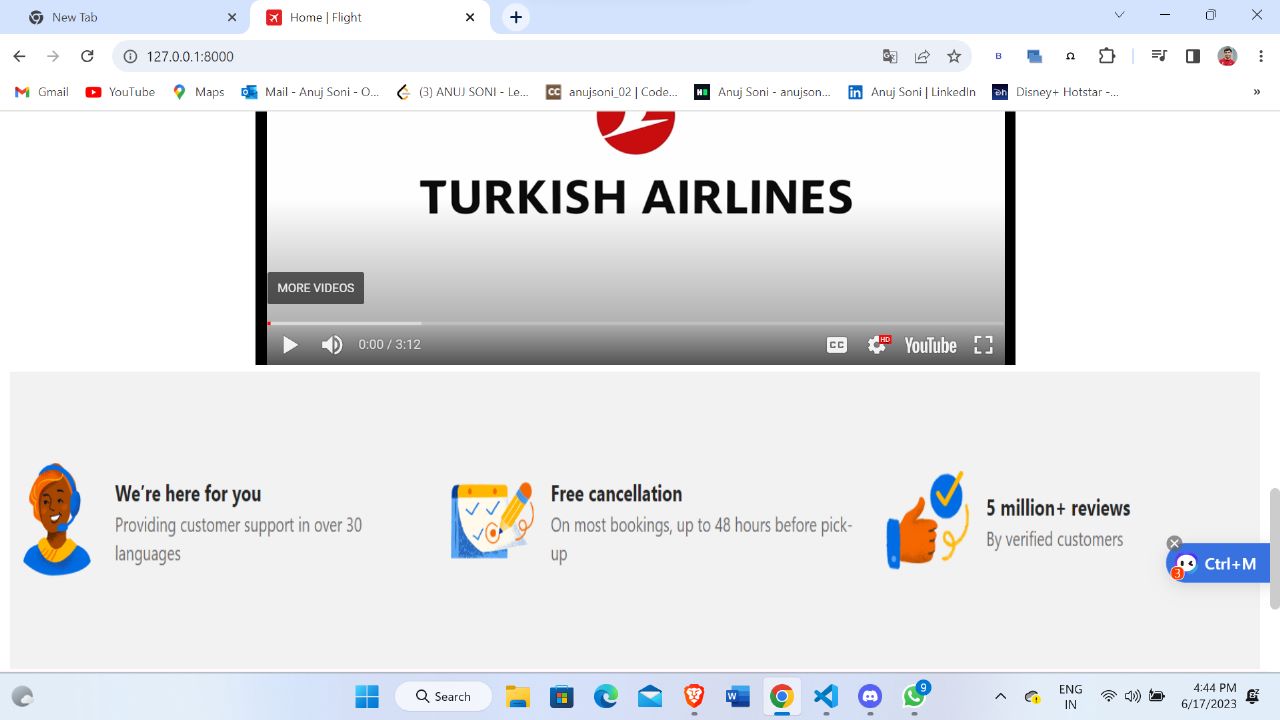 New Tab
Home | Flight
127.0.0.1:8000
B
Ω
Gmail
YouTube
Maps
Mail - Anuj Soni - O...
(3) ANUJ SONI - Le...
CC
anujsoni_02 | Code...
Anuj Soni - anujson...
in
Anuj Soni | LinkedIn
Disney+ Hotstar -...
»
TURKISH AIRLINES
MORE VIDEOS
0:00 / 3:12
CC
HD
YouTube
We're here for you
Providing customer support in over 30
languages
Free cancellation
On most bookings, up to 48 hours before pick-
up
5 million+ reviews
By verified customers
3
Ctrl+M
Search
W
9
ENG
IN
4:44 PM
6/17/2023